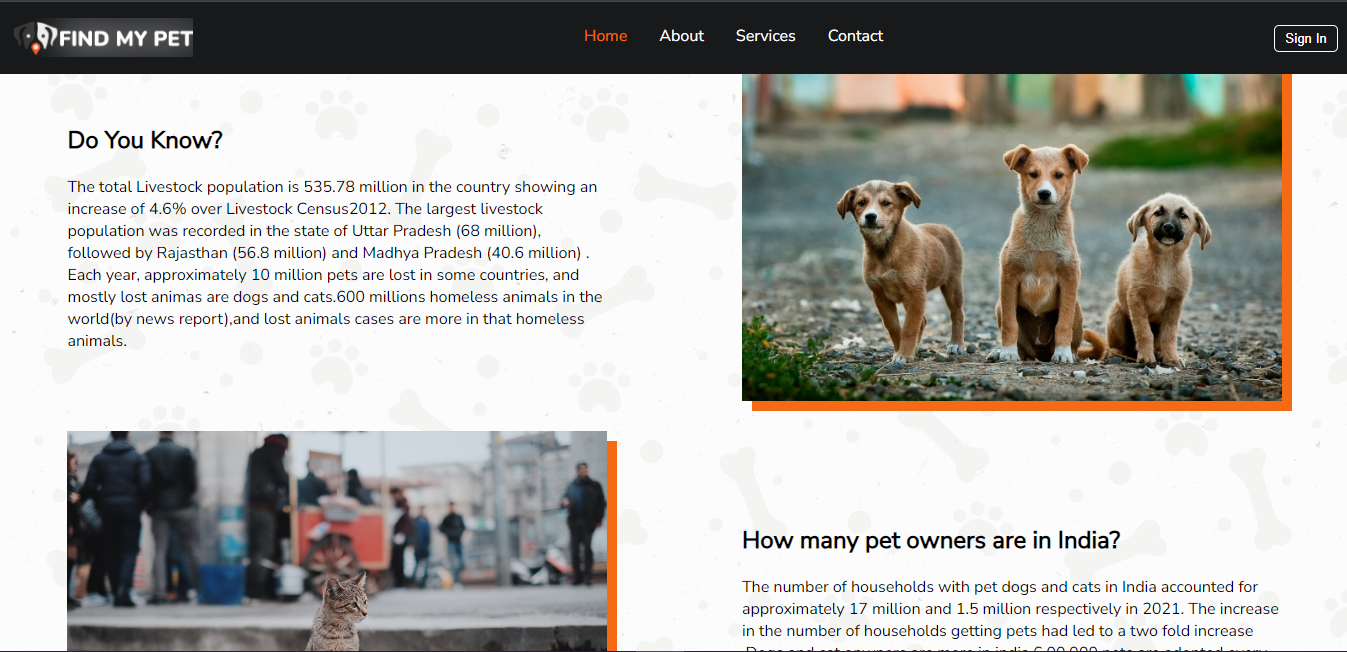 FIND MY PET
Home About Services Contact
Sign In
Do You Know?
The total Livestock population is 535.78 million in the country showing an
increase of 4.6% over Livestock Census2012. The largest livestock
population was recorded in the state of Uttar Pradesh (68 million),
followed by Rajasthan (56.8 million) and Madhya Pradesh (40.6 million) .
Each year, approximately 10 million pets are lost in some countries, and
mostly lost animas are dogs and cats.600 millions homeless animals in the
world(by news report),and lost animals cases are more in that homeless
animals.
How many pet owners are in India?
The number of households with pet dogs and cats in India accounted for
approximately 17 million and 1.5 million respectively in 2021. The increase
in the number of households getting pets had led to a two fold increase